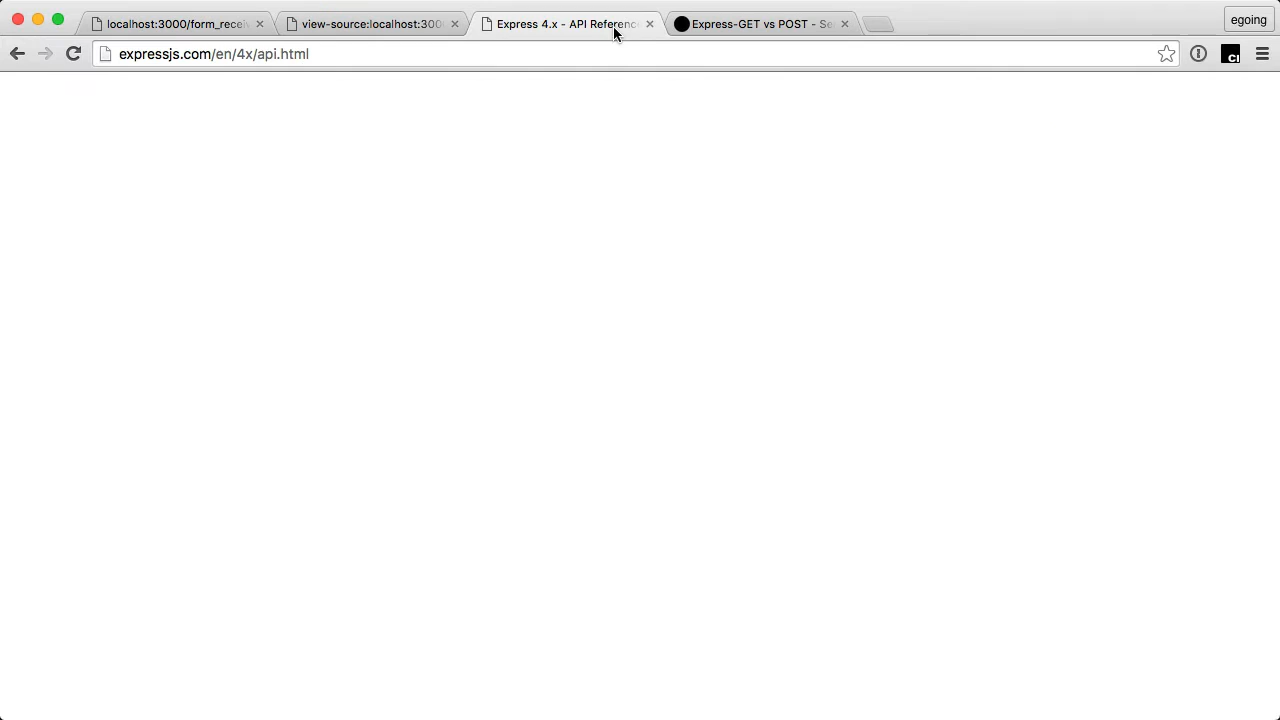 localhost:3000/form_recei
view-source:localhost:300
Express 4.x - API Referenc
Express-GET vs POST - Se
egoing
expressjs.com/en/4x/api.html